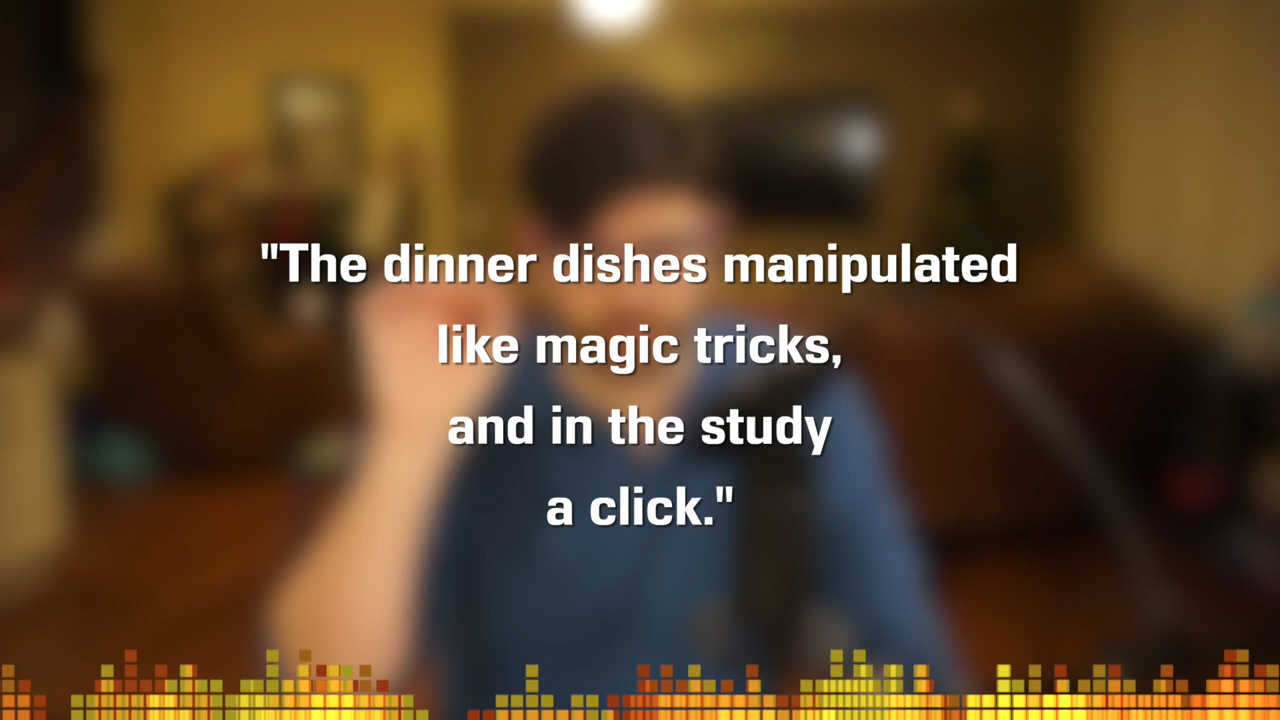 "The dinner dishes manipulated
like magic tricks,
and in the study
a click."